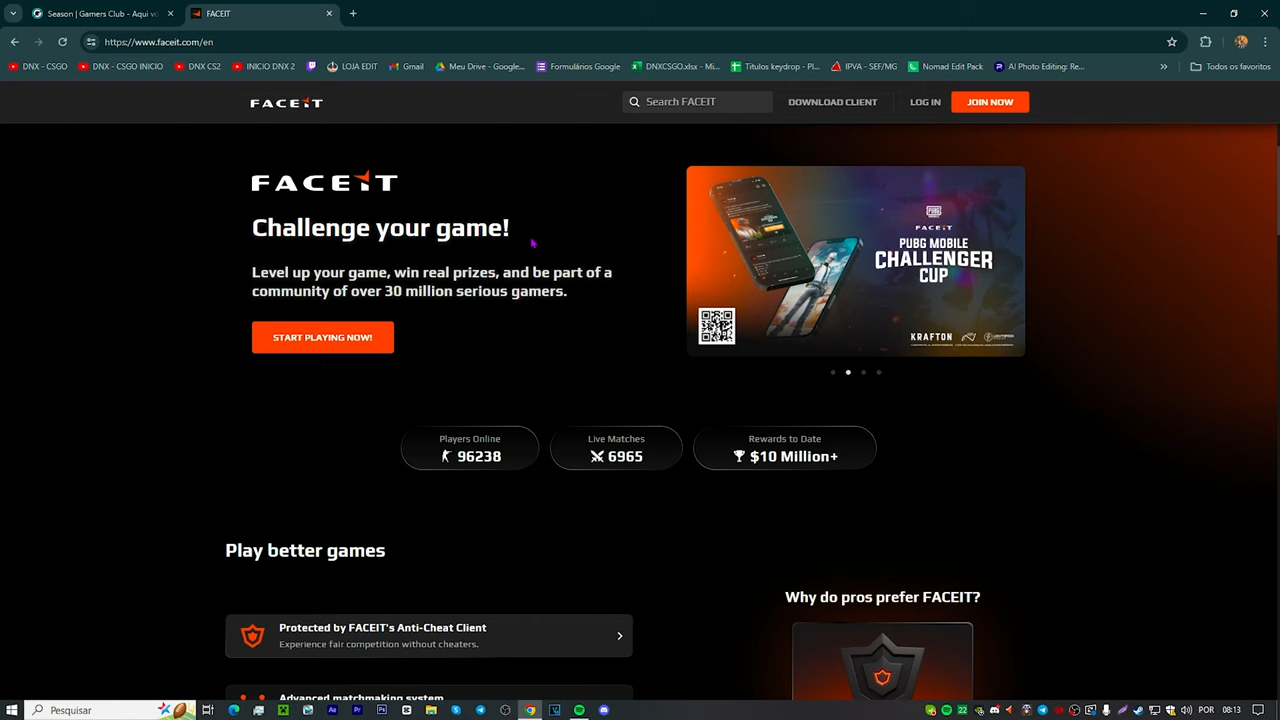 Season | Gamers Club - Aqui vo
FACEIT
https://www.faceit.com/en
DNX - CSGO
DNX - CSGO INICIO
DNX CS2
INICIO DNX 2
LOJA EDIT
Gmail
Meu Drive - Google...
Formulários Google
DNXCSGO.xlsx - Mi...
Titulos keydrop - Pl...
IPVA - SEF/MG
Nomad Edit Pack
AI Photo Editing: Re...
Todos os favoritos
FACEIT
Search FACEIT
DOWNLOAD CLIENT
LOG IN
JOIN NOW
FACEIT
Challenge your game!
Level up your game, win real prizes, and be part of a
community of over 30 million serious gamers.
START PLAYING NOW!
PUBG
MOBILE
FACEIT
PUBG MOBILE
CHALLENGER
CUP
KRAFTON
Players Online
96238
Live Matches
6965
Rewards to Date
$10 Million+
Play better games
Protected by FACEIT's Anti-Cheat Client
Experience fair competition without cheaters.
Advanced matchmaking system
Why do pros prefer FACEIT?
Pesquisar
Ae
Pr
Ps
22
POR
08:13